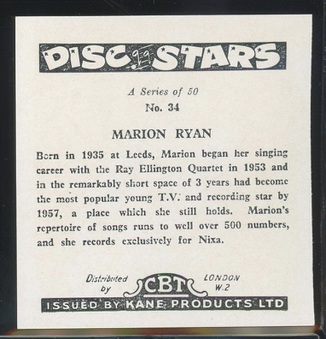 DISC STARS
A Series of 50
No. 34
MARION RYAN
Born in 1935 at Leeds, Marion began her singing
career with the Ray Ellington Quartet in 1953 and
in the remarkably short space of 3 years had become
the most popular young T.V. and recording star by
1957, a place which she still holds. Marion's
repertoire of songs runs to well over 500 numbers,
and she records exclusively for Nixa.
Distributed by CBT LONDON W.2
ISSUED BY KANE PRODUCTS LTD